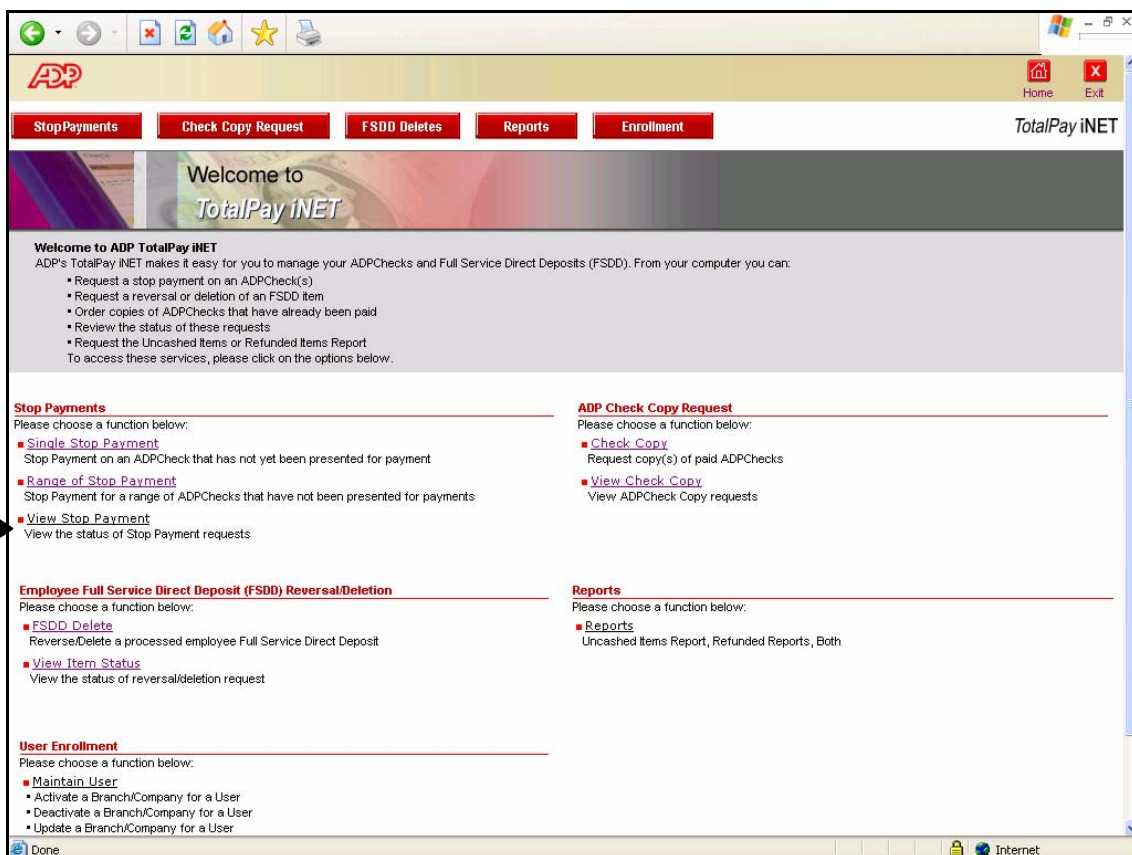 ADP
Home
Exit
Stop Payments
Check Copy Request
FSDD Deletes
Reports
Enrollment
TotalPay iNET
Welcome to
TotalPay iNET
Welcome to ADP TotalPay iNET
ADP's TotalPay iNET makes it easy for you to manage your ADPChecks and Full Service Direct Deposits (FSDD). From your computer you can:
▪ Request a stop payment on an ADPCheck(s)
▪ Request a reversal or deletion of an FSDD item
▪ Order copies of ADPChecks that have already been paid
▪ Review the status of these requests
▪ Request the Uncashed Items or Refunded Items Report
To access these services, please click on the options below.
Stop Payments
Please choose a function below:
▪ Single Stop Payment
Stop Payment on an ADPCheck that has not yet been presented for payment
▪ Range of Stop Payment
Stop Payment for a range of ADPChecks that have not been presented for payments
▪ View Stop Payment
View the status of Stop Payment requests
ADP Check Copy Request
Please choose a function below:
▪ Check Copy
Request copy(s) of paid ADPChecks
▪ View Check Copy
View ADPCheck Copy requests
Employee Full Service Direct Deposit (FSDD) Reversal/Deletion
Please choose a function below:
▪ FSDD Delete
Reverse/Delete a processed employee Full Service Direct Deposit
▪ View Item Status
View the status of reversal/deletion request
Reports
Please choose a function below:
▪ Reports
Uncashed Items Report, Refunded Reports, Both
User Enrollment
Please choose a function below:
▪ Maintain User
▪ Activate a Branch/Company for a User
▪ Deactivate a Branch/Company for a User
▪ Update a Branch/Company for a User
Done
Internet